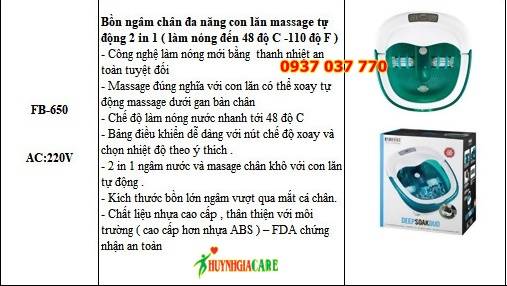 FB-650
AC:220V
Bồn ngâm chân đa năng con lăn massage tự
động 2 in 1 ( làm nóng đến 48 độ C -110 độ F )
- Công nghệ làm nóng mới bằng thanh nhiệt an
toàn tuyệt đối
- Massage đúng nghĩa với con lăn có thể xoay tự
động massage dưới gan bàn chân
- Chế độ làm nóng nước nhanh tới 48 độ C
- Bảng điều khiển dễ dàng với nút chế độ xoay và
chọn nhiệt độ theo ý thích .
- 2 in 1 ngâm nước và masage chân khô với con lăn
tự động .
- Kích thước bồn lớn ngâm vượt qua mắt cá chân.
- Chất liệu nhựa cao cấp , thân thiện với môi
trường ( cao cấp hơn nhựa ABS ) – FDA chứng
nhận an toàn
HUYNHGIACARE
0937 037 770
HOMEDICS
DEEPSOAKDUO